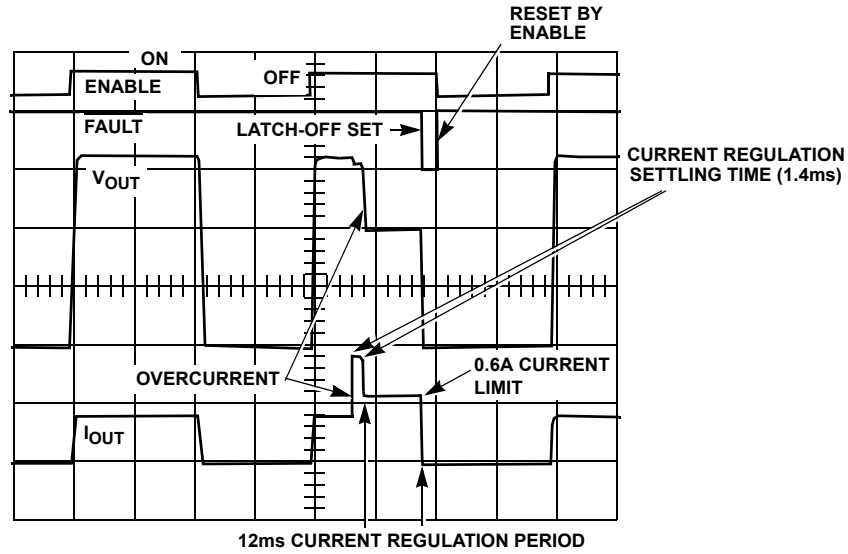 RESET BY
ENABLE
ON
OFF
ENABLE
FAULT
LATCH-OFF SET
CURRENT REGULATION
SETTLING TIME (1.4ms)
VOUT
OVERCURRENT
0.6A CURRENT
LIMIT
IOUT
12ms CURRENT REGULATION PERIOD